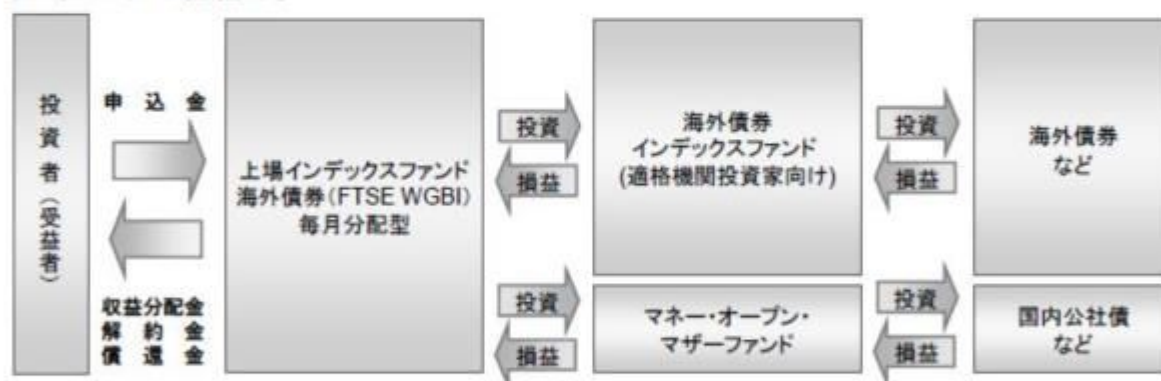 投資者（受益者）
申込金
収益分配金
解約金
償還金
上場インデックスファンド
海外債券（FTSE WGBI）
毎月分配型
投資
損益
投資
損益
海外債券
インデックスファンド
(適格機関投資家向け)
マネー・オープン・
マザーファンド
投資
損益
投資
損益
海外債券
など
国内公社債
など